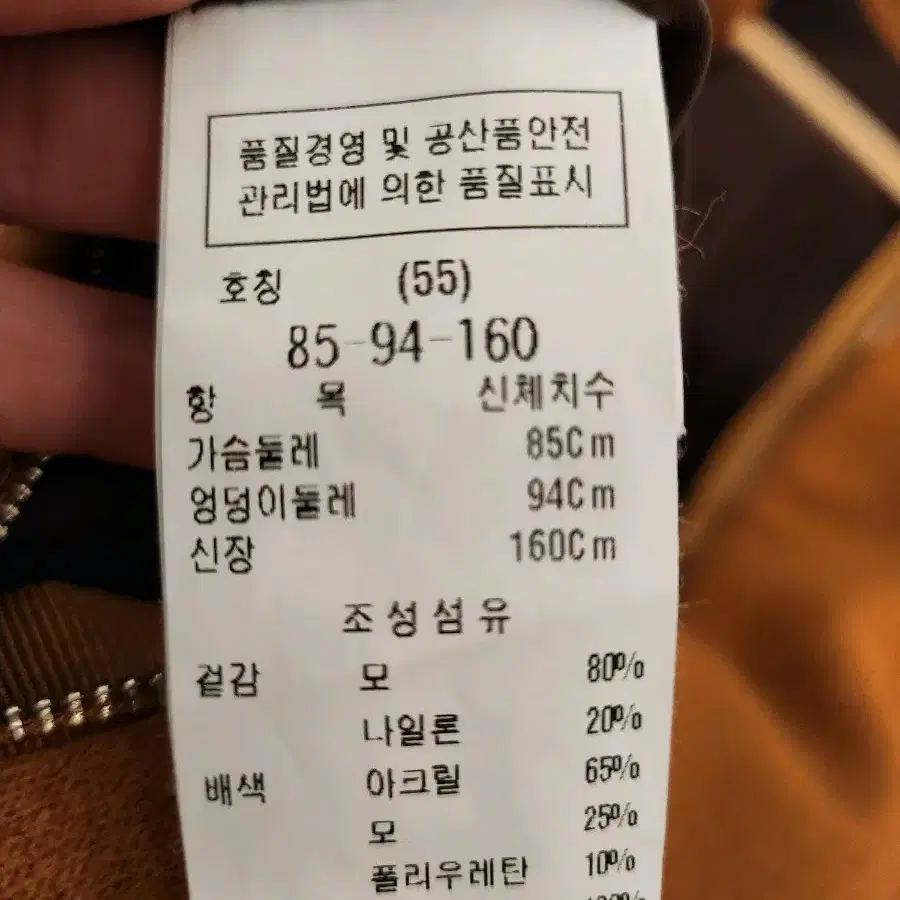 품질경영 및 공산품안전
관리법에 의한 품질표시
호칭 (55)
85-94-160
항 목 신체치수
가슴둘레 85Cm
엉덩이둘레 94Cm
신장 160Cm
조성섬유
겉감 모 80%
나일론 20%
배색 아크릴 65%
모 25%
폴리우레탄 10%